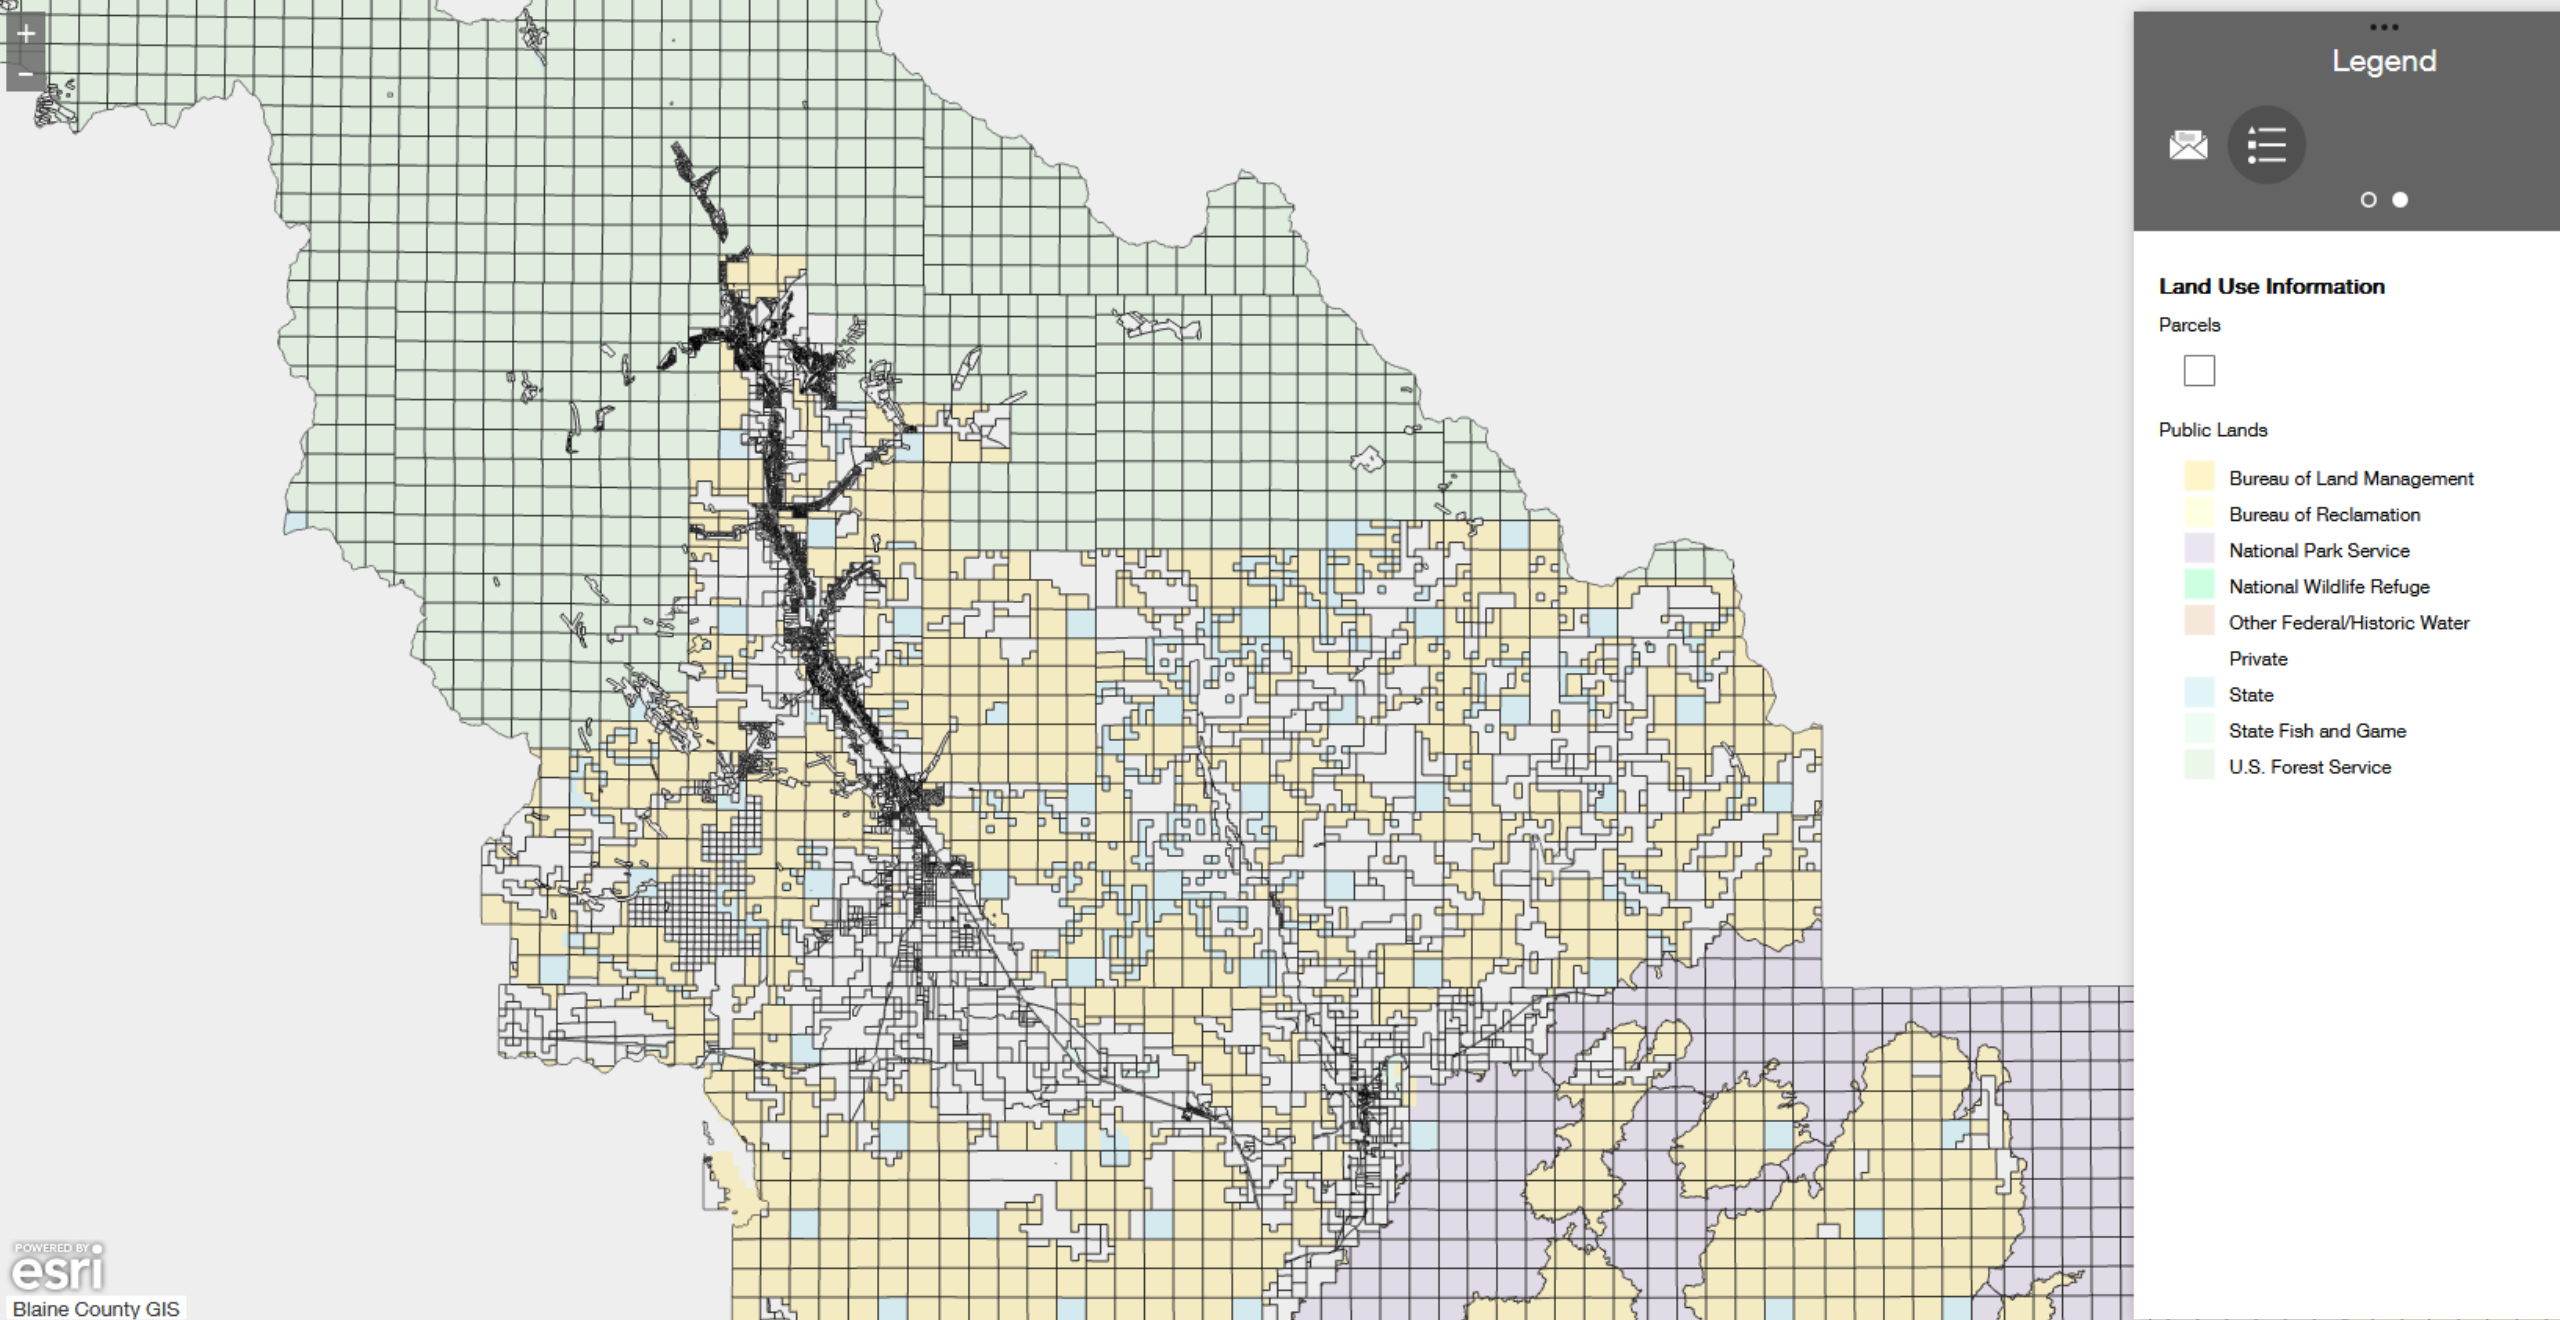 +
−
Legend
Land Use Information
Parcels
Public Lands
Bureau of Land Management
Bureau of Reclamation
National Park Service
National Wildlife Refuge
Other Federal/Historic Water
Private
State
State Fish and Game
U.S. Forest Service
POWERED BY
esri
Blaine County GIS